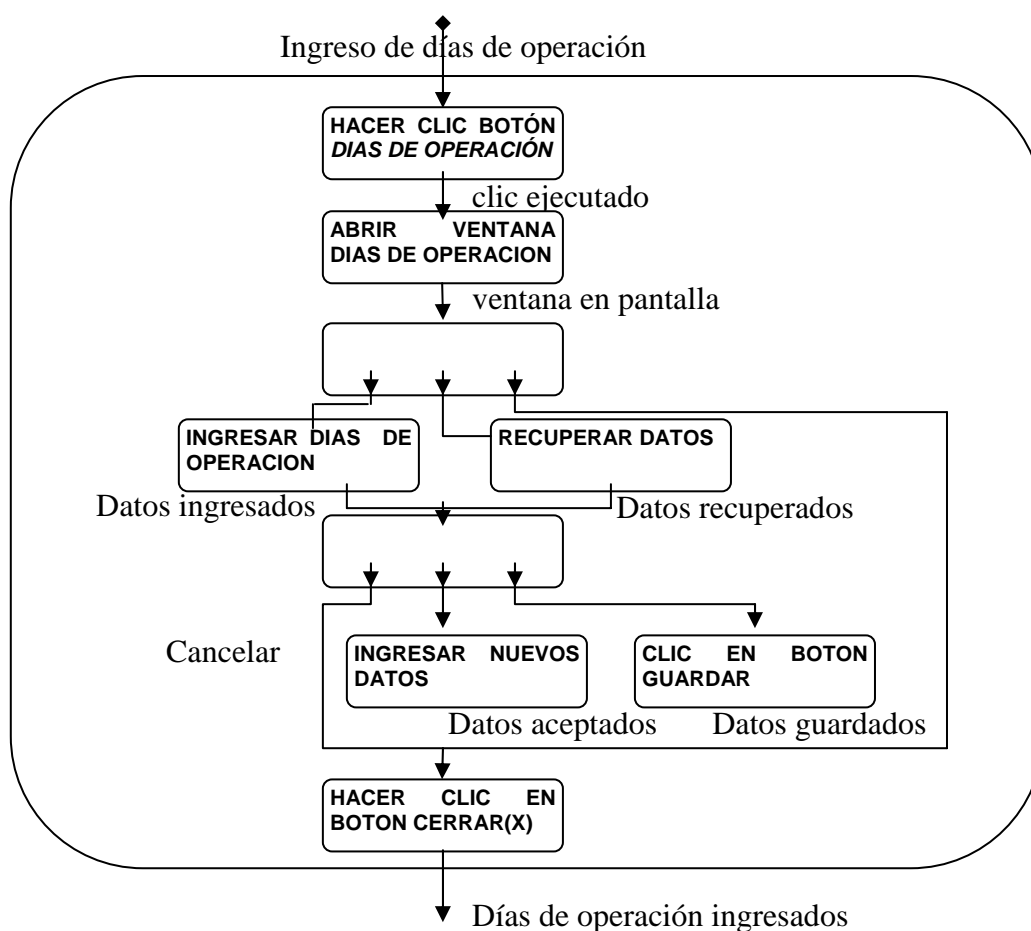 Ingreso de días de operación
HACER CLIC BOTÓN
DIAS DE OPERACIÓN
clic ejecutado
ABRIR VENTANA
DIAS DE OPERACION
ventana en pantalla
INGRESAR DIAS DE
OPERACION
RECUPERAR DATOS
Datos ingresados
Datos recuperados
Cancelar
INGRESAR NUEVOS
DATOS
CLIC EN BOTON
GUARDAR
Datos aceptados
Datos guardados
HACER CLIC EN
BOTON CERRAR(X)
Días de operación ingresados